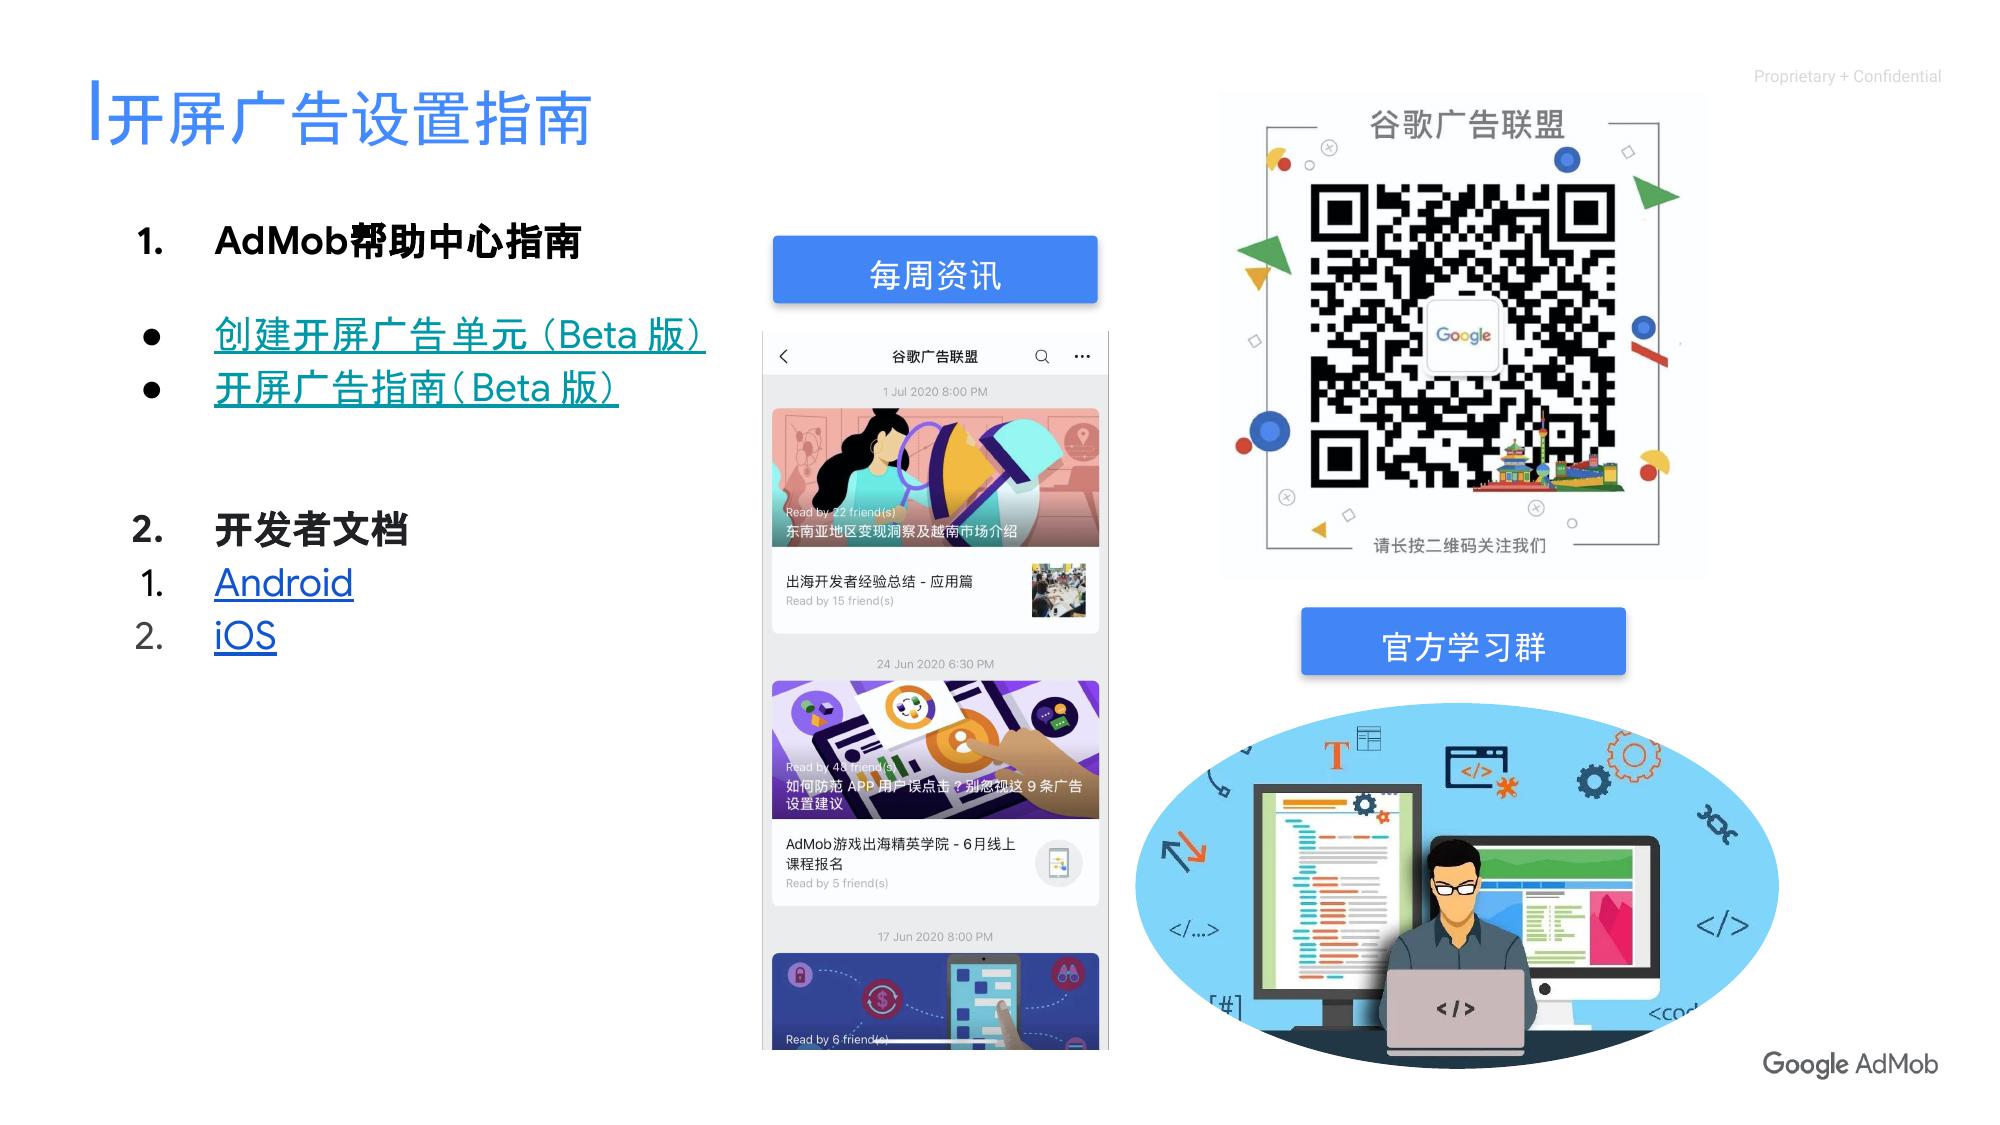 Proprietary + Confidential
开屏广告设置指南
1. AdMob帮助中心指南
● 创建开屏广告单元（Beta 版）
● 开屏广告指南（Beta 版）
2. 开发者文档
1. Android
2. iOS
每周资讯
谷歌广告联盟
1 Jul 2020 8:00 PM
Read by 22 friend(s)
东南亚地区变现洞察及越南市场介绍
出海开发者经验总结 - 应用篇
Read by 15 friend(s)
24 Jun 2020 6:30 PM
Read by 48 friend(s)
如何防范 APP 用户误点击？别忽视这 9 条广告
设置建议
AdMob游戏出海精英学院 - 6月线上
课程报名
Read by 5 friend(s)
17 Jun 2020 8:00 PM
Read by 6 friend(s)
谷歌广告联盟
Google
请长按二维码关注我们
官方学习群
T
</>
</...>
</>
[#]
</>
<cod
Google AdMob